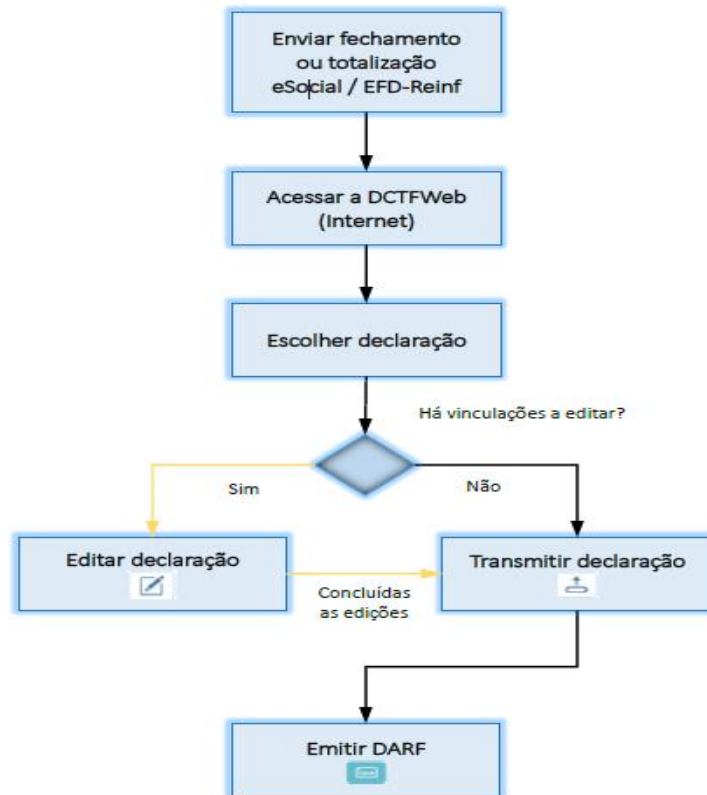 Enviar fechamento
ou totalização
eSocial / EFD-Reinf
Acessar a DCTFWeb
(Internet)
Escolher declaração
Há vinculações a editar?
Sim
Não
Editar declaração
Transmitir declaração
Concluídas
as edições
Emitir DARF